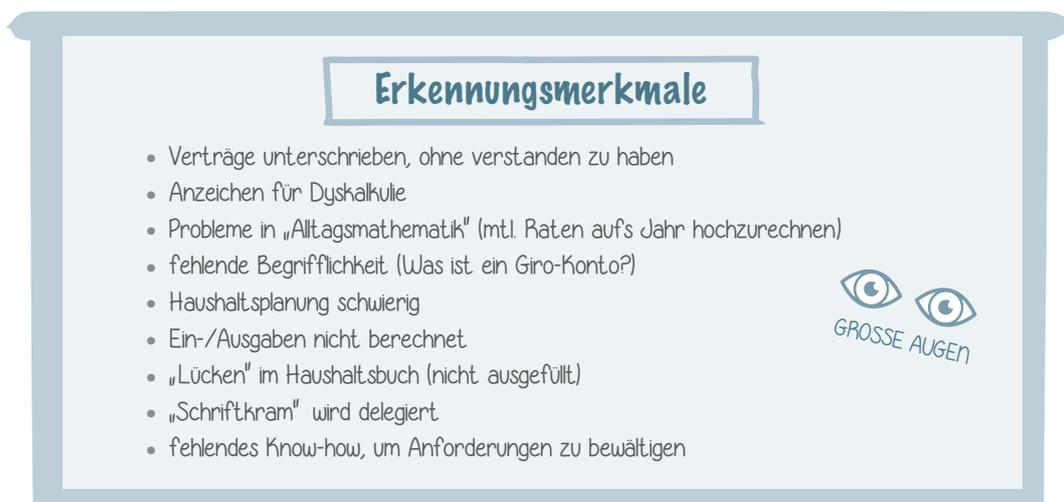 Erkennungsmerkmale
• Verträge unterschrieben, ohne verstanden zu haben
• Anzeichen für Dyskalkulie
• Probleme in „Alltagsmathematik" (mtl. Raten aufs Jahr hochzurechnen)
• fehlende Begrifflichkeit (Was ist ein Giro-Konto?)
• Haushaltsplanung schwierig
• Ein-/Ausgaben nicht berechnet
• „Lücken" im Haushaltsbuch (nicht ausgefüllt)
• „Schriftkram" wird delegiert
• fehlendes Know-how, um Anforderungen zu bewältigen
GROSSE AUGEN